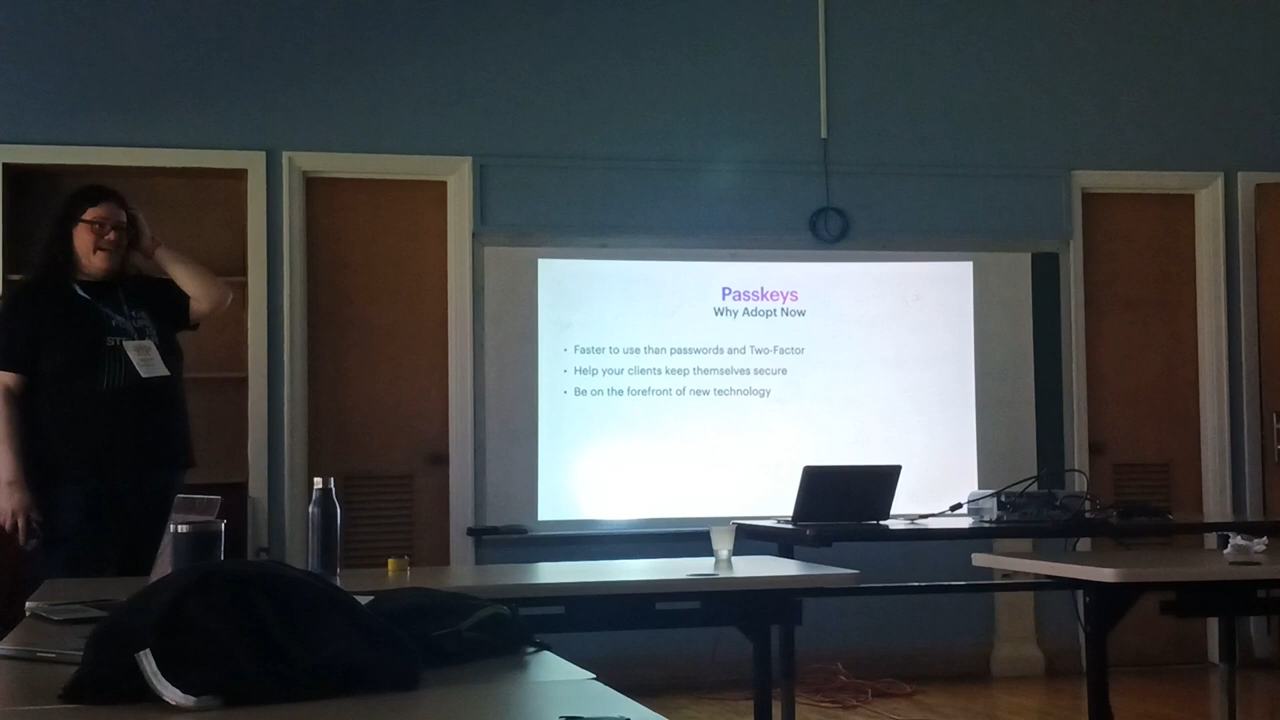 Passkeys
Why Adopt Now
• Faster to use than passwords and Two-Factor
• Help your clients keep themselves secure
• Be on the forefront of new technology